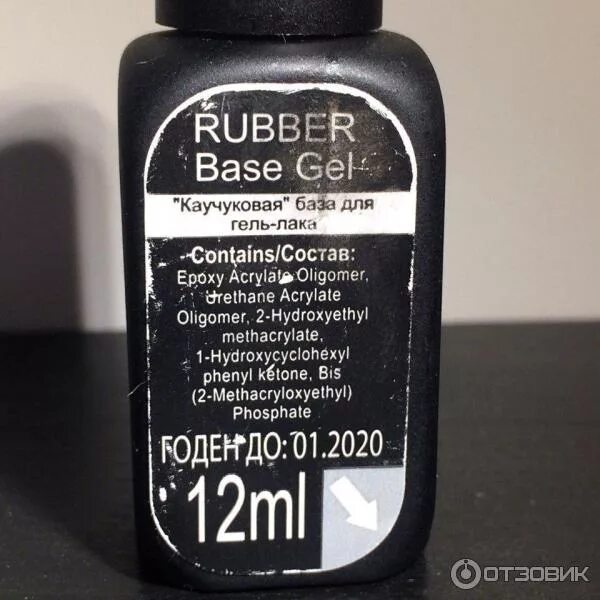 RUBBER
Base Gel
"Каучуковая" база для
гель-лака
Contains/Состав:
Epoxy Acrylate Oligomer,
Urethane Acrylate
Oligomer, 2-Hydroxyethyl
methacrylate,
1-Hydroxycyclohexyl
phenyl ketone, Bis
(2-Methacryloxyethyl)
Phosphate
ГОДЕН ДО: 01.2020
12ml
ОТЗОВИК